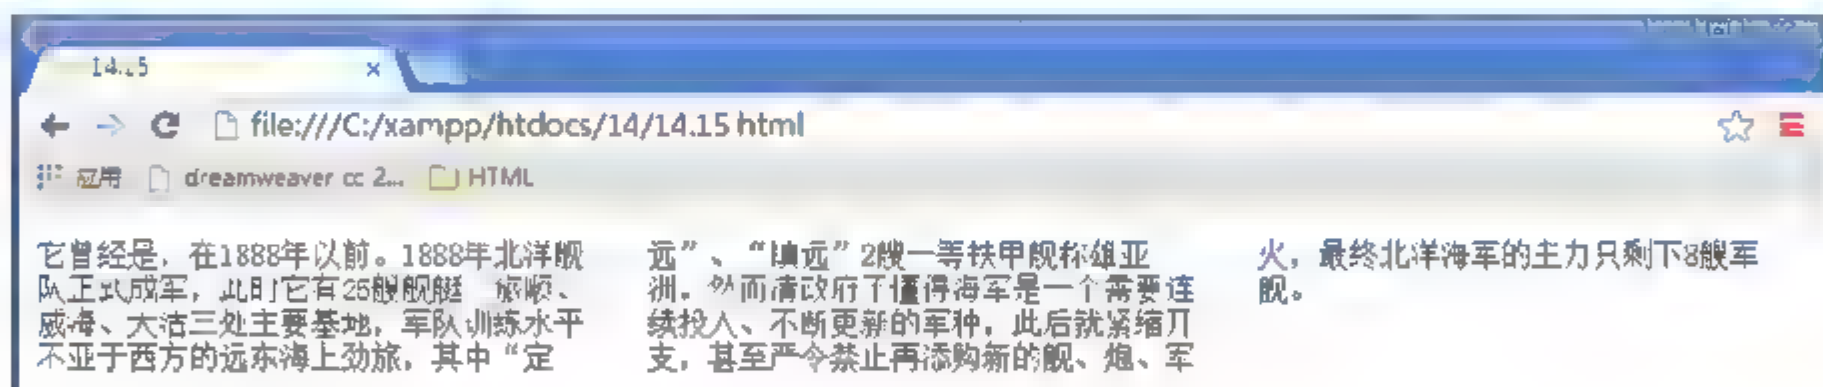 14.15
file:///C:/xampp/htdocs/14/14.15 html
应用 dreamweaver cc 2... HTML
它曾经是，在1888年以前。1888年北洋舰
队正式成军，此时它有25艘舰艇 旅顺、
威海、大沽三处主要基地，军队训练水平
不亚于西方的远东海上劲旅，其中“定
远”、“镇远”2艘一等铁甲舰称雄亚
洲，然而清政府不懂得海军是一个需要连
续投入、不断更新的军种，此后就紧缩开
支，甚至严令禁止再添购新的舰、炮、军
火，最终北洋海军的主力只剩下8艘军
舰。